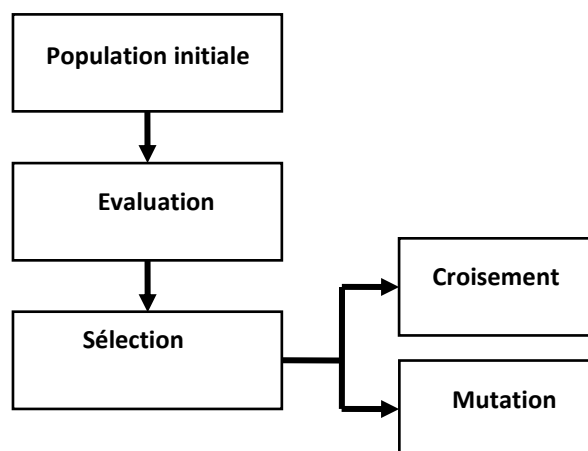 Population initiale
Evaluation
Sélection
Croisement
Mutation